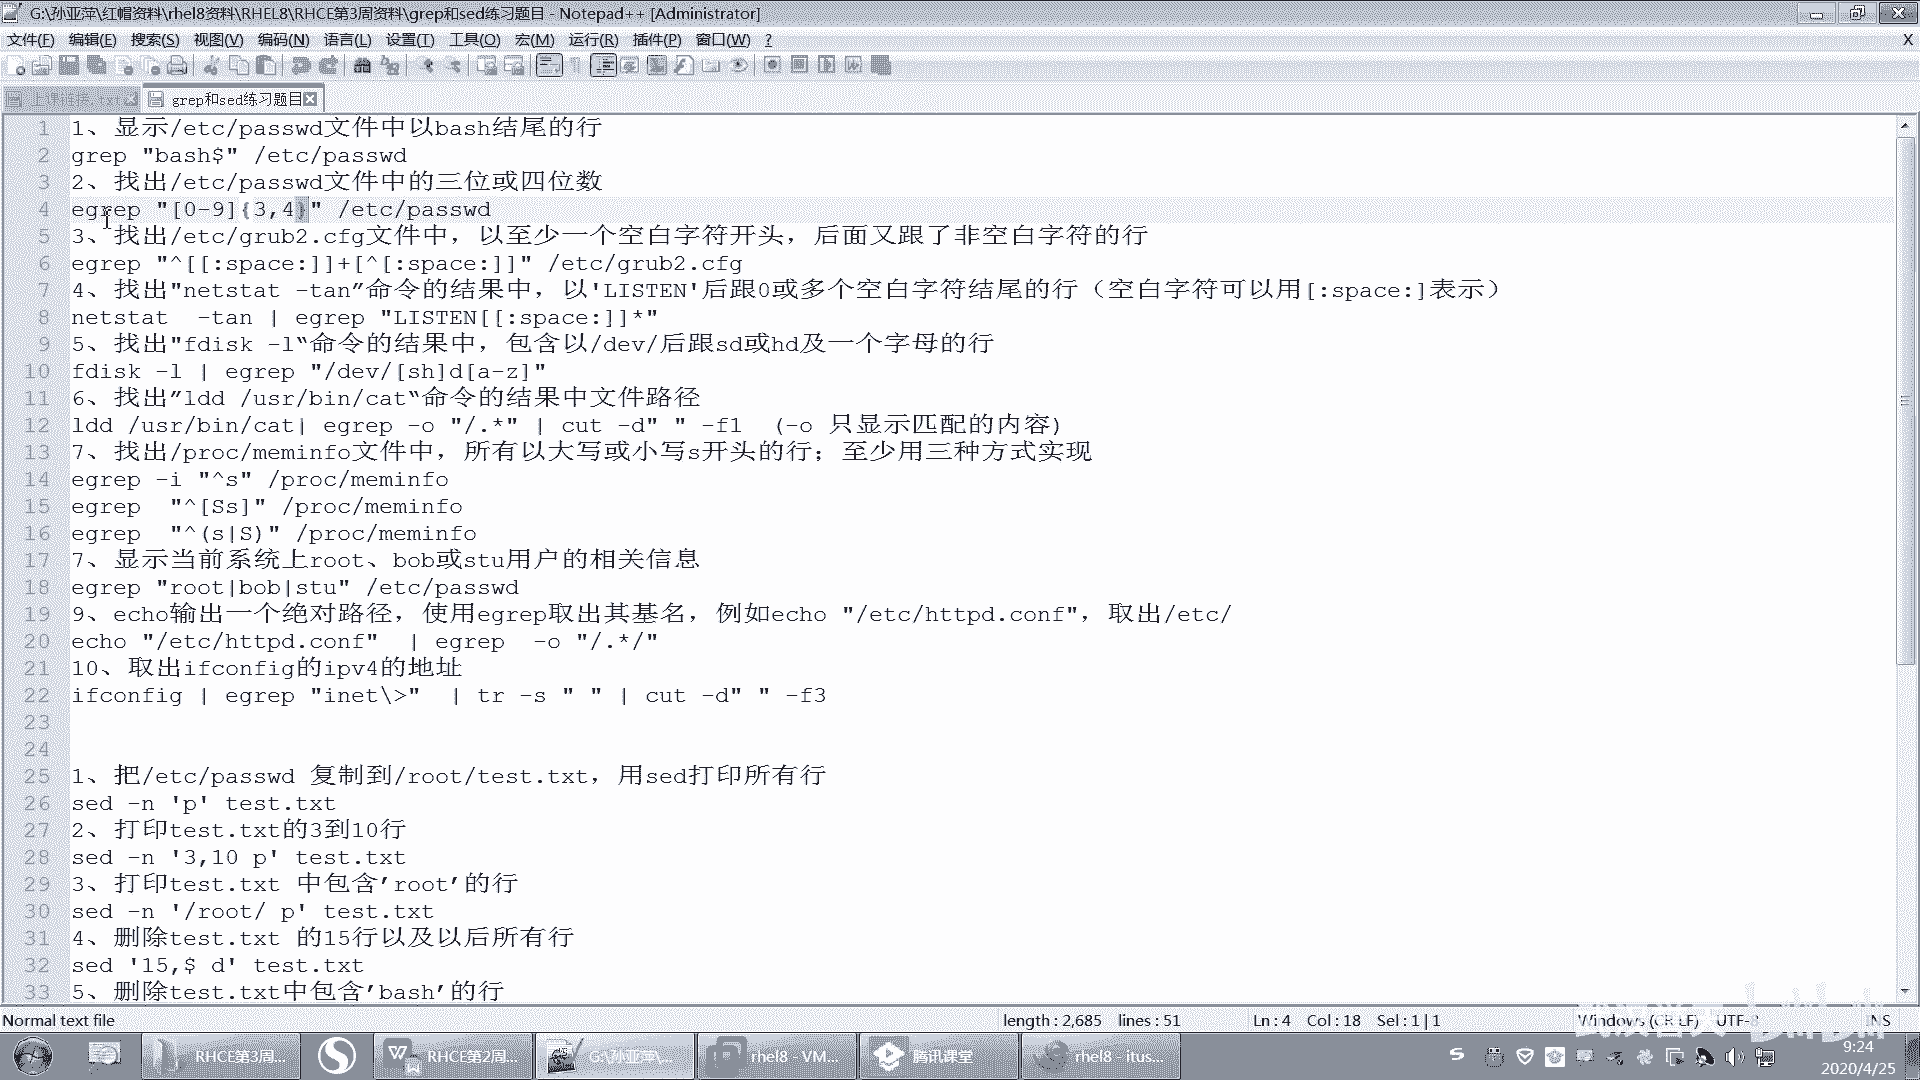 G:\孙亚萍\红帽资料\rhel8资料\RHEL8\RHCE第3周资料\grep和sed练习题目 - Notepad++ [Administrator]
文件(F) 编辑(E) 搜索(S) 视图(V) 编码(N) 语言(L) 设置(T) 工具(O) 宏(M) 运行(R) 插件(P) 窗口(W) ? X
上课链接.txt grep和sed练习题目
1 1、显示/etc/passwd文件中以bash结尾的行
2 grep "bash$" /etc/passwd
3 2、找出/etc/passwd文件中的三位或四位数
4 egrep "[0-9]{3,4}" /etc/passwd
5 3、找出/etc/grub2.cfg文件中，以至少一个空白字符开头，后面又跟了非空白字符的行
6 egrep "^[[:space:]]+[^[:space:]]" /etc/grub2.cfg
7 4、找出"netstat -tan”命令的结果中，以'LISTEN'后跟0或多个空白字符结尾的行（空白字符可以用[:space:]表示）
8 netstat  -tan | egrep "LISTEN[[:space:]]*"
9 5、找出"fdisk -l“命令的结果中，包含以/dev/后跟sd或hd及一个字母的行
10 fdisk -l | egrep "/dev/[sh]d[a-z]"
11 6、找出”ldd /usr/bin/cat“命令的结果中文件路径
12 ldd /usr/bin/cat| egrep -o "/.*" | cut -d" " -f1  (-o 只显示匹配的内容)
13 7、找出/proc/meminfo文件中，所有以大写或小写s开头的行；至少用三种方式实现
14 egrep -i "^s" /proc/meminfo
15 egrep  "^[Ss]" /proc/meminfo
16 egrep  "^(s|S)" /proc/meminfo
17 7、显示当前系统上root、bob或stu用户的相关信息
18 egrep "root|bob|stu" /etc/passwd
19 9、echo输出一个绝对路径，使用egrep取出其基名，例如echo "/etc/httpd.conf"，取出/etc/
20 echo "/etc/httpd.conf"  | egrep  -o "/.*/"
21 10、取出ifconfig的ipv4的地址
22 ifconfig | egrep "inet\>"  | tr -s " " | cut -d" " -f3
23
24
25 1、把/etc/passwd 复制到/root/test.txt，用sed打印所有行
26 sed -n 'p' test.txt
27 2、打印test.txt的3到10行
28 sed -n '3,10 p' test.txt
29 3、打印test.txt 中包含’root’的行
30 sed -n '/root/ p' test.txt
31 4、删除test.txt 的15行以及以后所有行
32 sed '15,$ d' test.txt
33 5、删除test.txt中包含’bash’的行
Normal text file length : 2,685 lines : 51 Ln : 4 Col : 18 Sel : 1 | 1 Windows (CR LF) UTF-8 INS
RHCE第3周... RHCE第2周... G:\孙亚萍\... rhel8 - VM... 腾讯课堂 rhel8 - itus... 9:24
2020/4/25